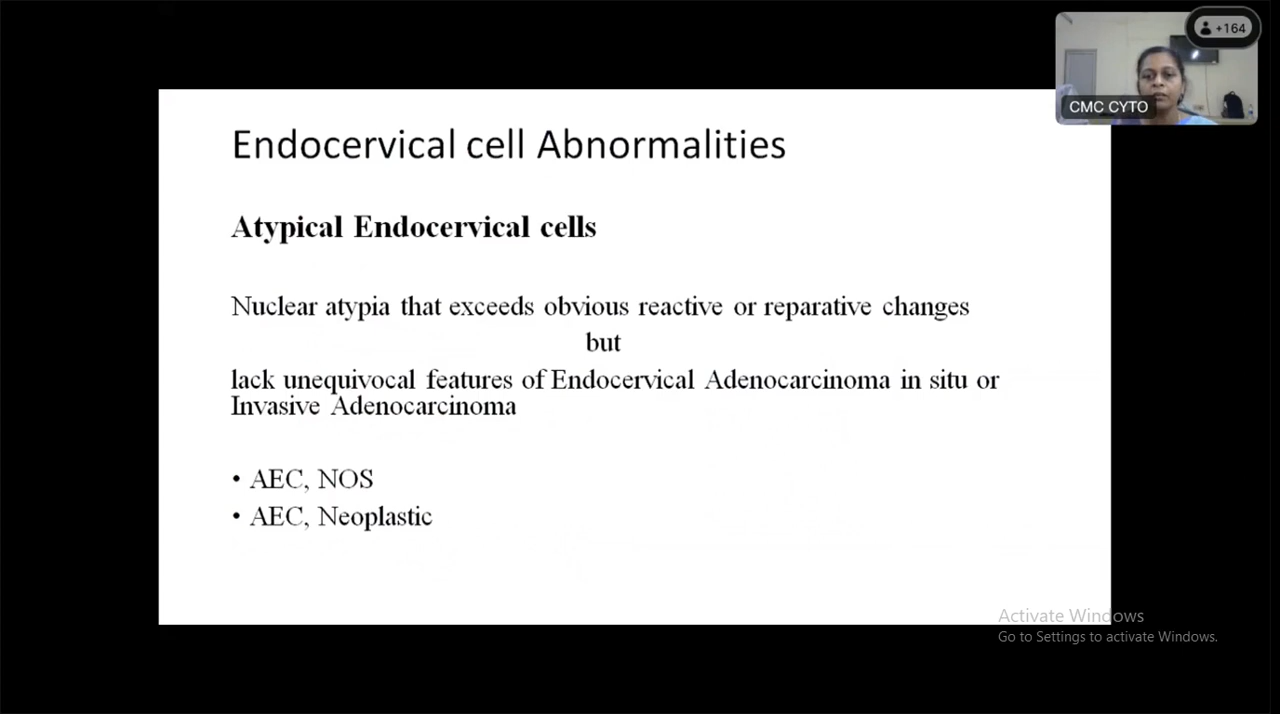 +164
CMC CYTO
Endocervical cell Abnormalities
Atypical Endocervical cells
Nuclear atypia that exceeds obvious reactive or reparative changes
but
lack unequivocal features of Endocervical Adenocarcinoma in situ or
Invasive Adenocarcinoma
• AEC, NOS
• AEC, Neoplastic
Activate Windows
Go to Settings to activate Windows.